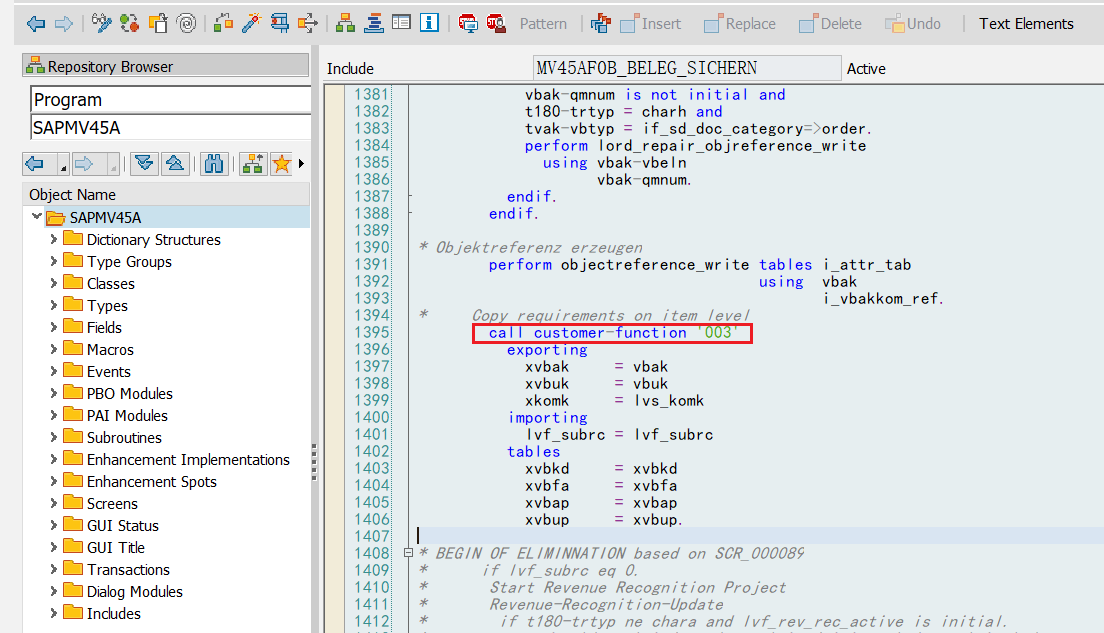 Pattern Insert Replace Delete Undo Text Elements
Repository Browser
Program
SAPMV45A
Object Name
SAPMV45A
Dictionary Structures
Type Groups
Classes
Types
Fields
Macros
Events
PBO Modules
PAI Modules
Subroutines
Enhancement Implementations
Enhancement Spots
Screens
GUI Status
GUI Title
Transactions
Dialog Modules
Includes
Include MV45AF0B_BELEG_SICHERN Active
1381 vbak-qmnum is not initial and
1382 t180-trtyp = charh and
1383 tvak-vbtyp = if_sd_doc_category=>order.
1384 perform lord_repair_objreference_write
1385 using vbak-vbeln
1386 vbak-qmnum.
1387 endif.
1388 endif.
1389
1390 * Objektreferenz erzeugen
1391 perform objectreference_write tables i_attr_tab
1392 using vbak
1393 i_vbakkom_ref.
1394 * Copy requirements on item level
1395 call customer-function '003'
1396 exporting
1397 xvbak = vbak
1398 xvbuk = vbuk
1399 xkomk = lvs_komk
1400 importing
1401 lvf_subrc = lvf_subrc
1402 tables
1403 xvbkd = xvbkd
1404 xvbfa = xvbfa
1405 xvbap = xvbap
1406 xvbup = xvbup.
1407
1408 * BEGIN OF ELIMINNATION based on SCR_000089
1409 * if lvf_subrc eq 0.
1410 * Start Revenue Recognition Project
1411 * Revenue-Recognition-Update
1412 * if t180-trtyp ne chara and lvf_rev_rec_active is initial.